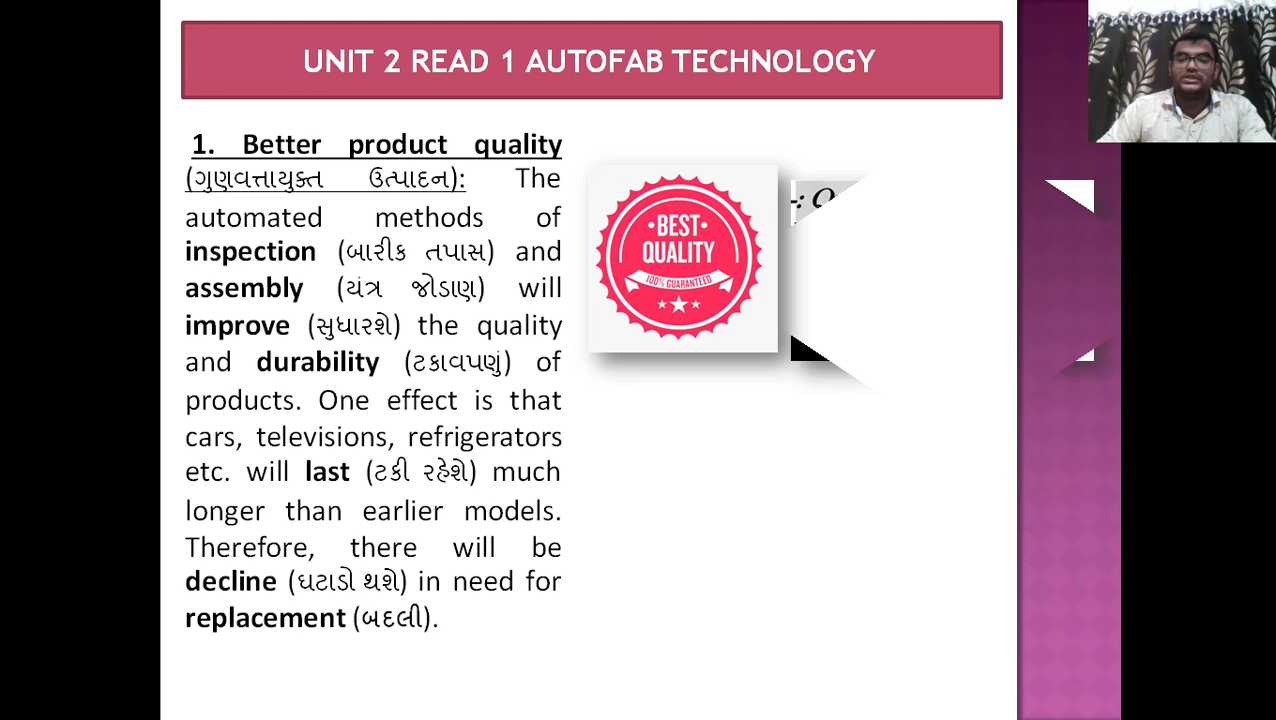 UNIT 2 READ 1 AUTOFAB TECHNOLOGY
1. Better product quality
(ગુણવત્તાયુક્ત ઉત્પાદન): The
automated methods of
inspection (બારીક તપાસ) and
assembly (યંત્ર જોડાણ) will
improve (સુધારશે) the quality
and durability (ટકાવપણું) of
products. One effect is that
cars, televisions, refrigerators
etc. will last (ટકી રહેશે) much
longer than earlier models.
Therefore, there will be
decline (ઘટાડો થશે) in need for
replacement (બદલી).
•BEST•
QUALITY
100% GUARANTEED